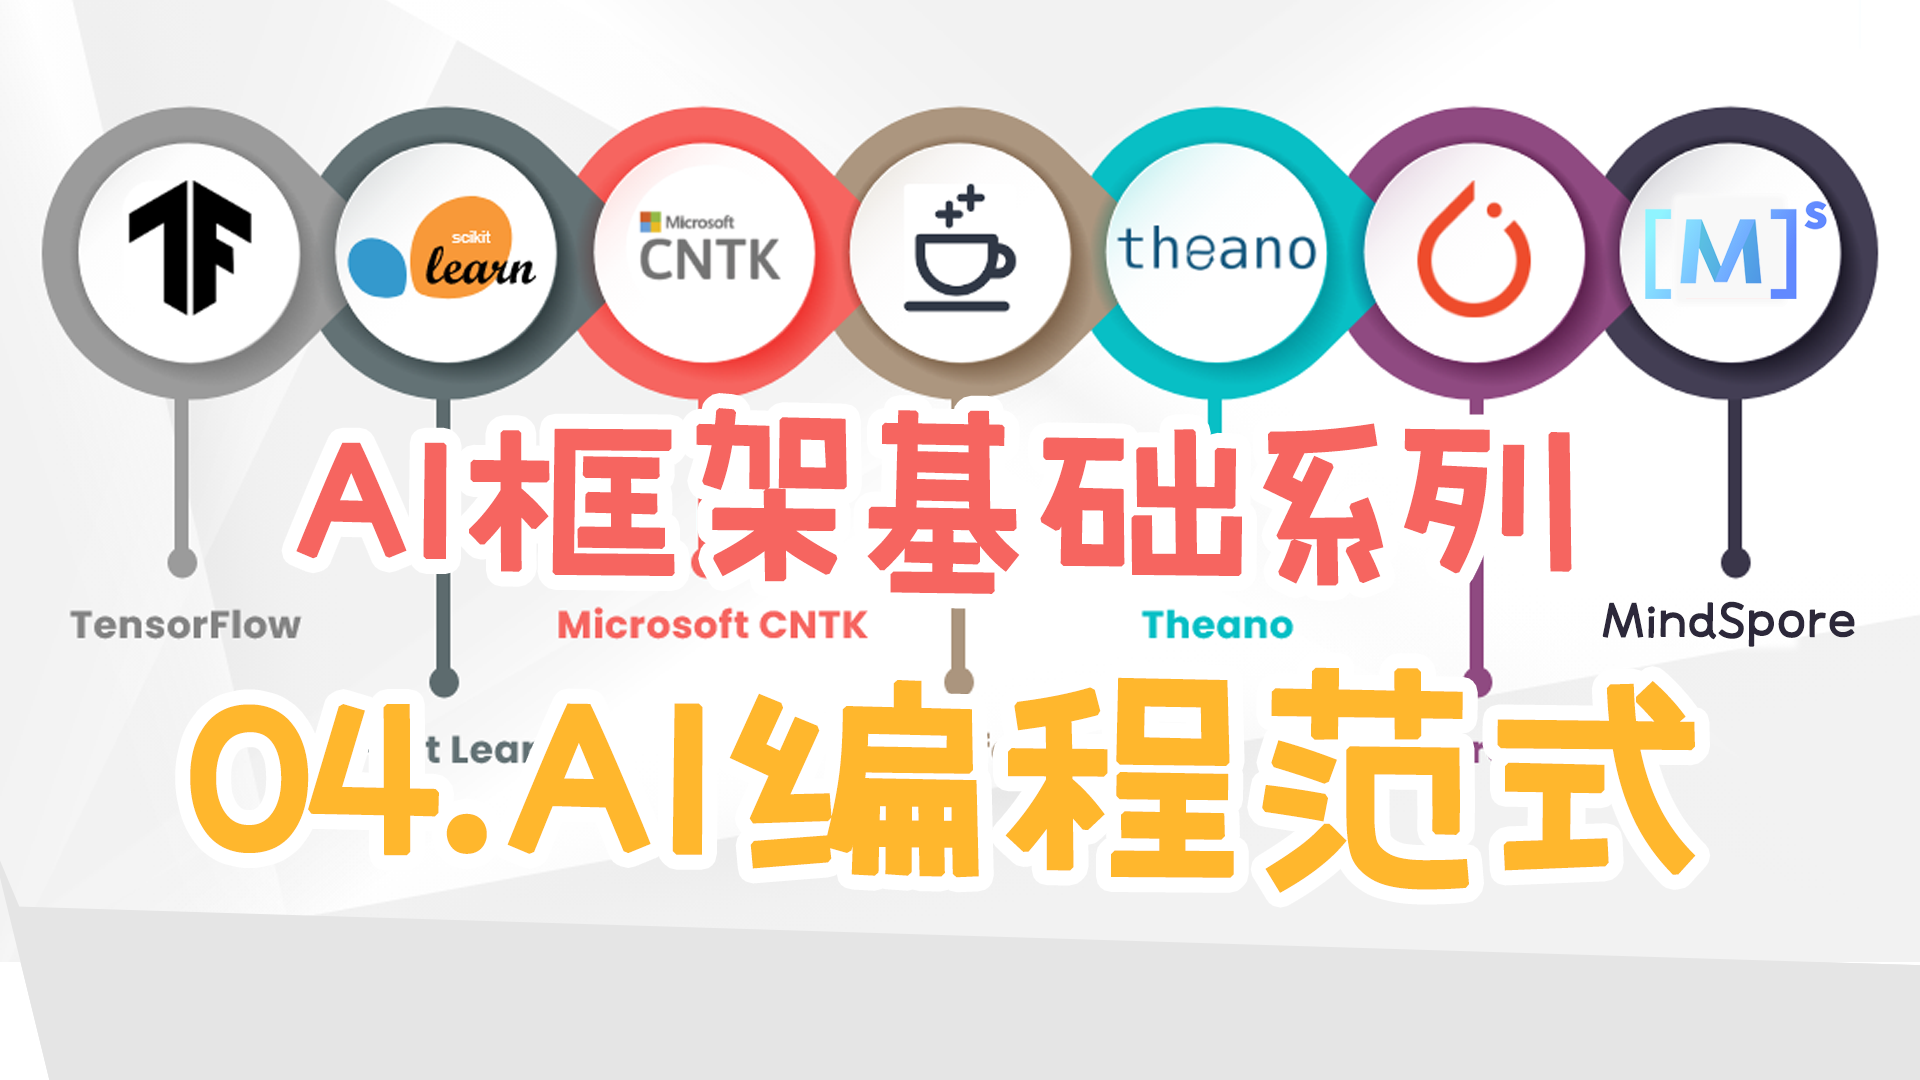 scikit
learn
Microsoft
CNTK
theano
[M]s
AI框架基础系列
TensorFlow
Microsoft CNTK
Theano
MindSpore
04.AI编程范式